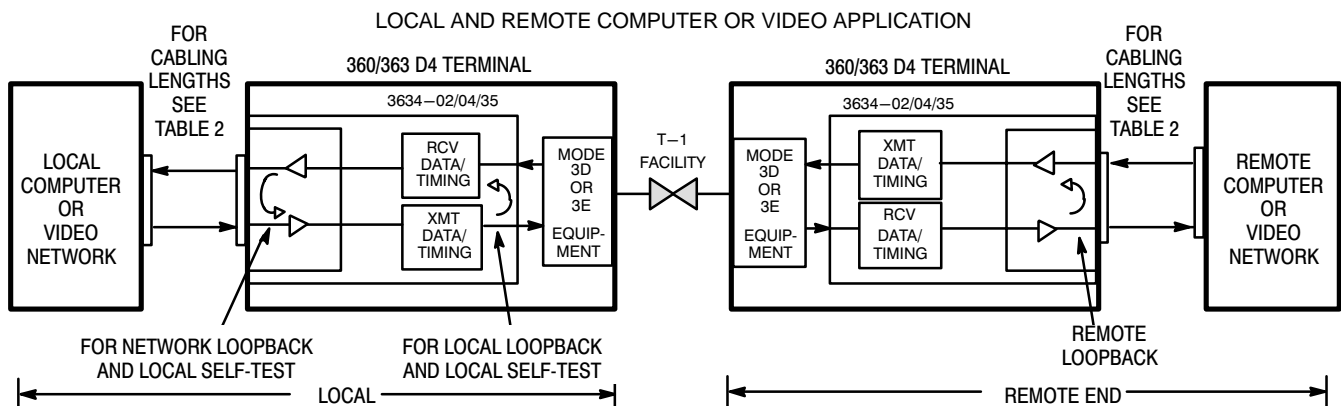 LOCAL AND REMOTE COMPUTER OR VIDEO APPLICATION
FOR
CABLING
LENGTHS
SEE
TABLE 2
360/363 D4 TERMINAL
3634–02/04/35
LOCAL
COMPUTER
OR
VIDEO
NETWORK
RCV
DATA/
TIMING
XMT
DATA/
TIMING
MODE
3D
OR
3E
EQUIP-
MENT
T–1
FACILITY
360/363 D4 TERMINAL
3634–02/04/35
MODE
3D
OR
3E
EQUIP-
MENT
XMT
DATA/
TIMING
RCV
DATA/
TIMING
FOR
CABLING
LENGTHS
SEE
TABLE 2
REMOTE
COMPUTER
OR
VIDEO
NETWORK
FOR NETWORK LOOPBACK
AND LOCAL SELF-TEST
FOR LOCAL LOOPBACK
AND LOCAL SELF-TEST
REMOTE
LOOPBACK
LOCAL
REMOTE END